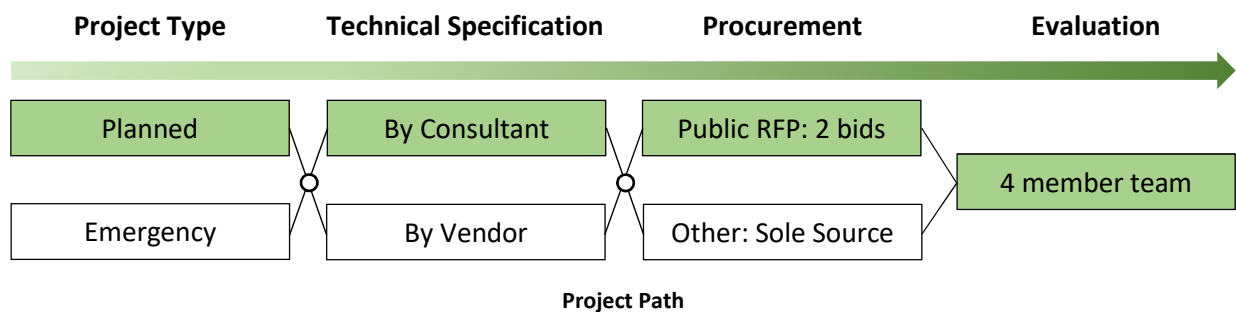 Project Type
Technical Specification
Procurement
Evaluation
Planned
By Consultant
Public RFP: 2 bids
4 member team
Emergency
By Vendor
Other: Sole Source
Project Path